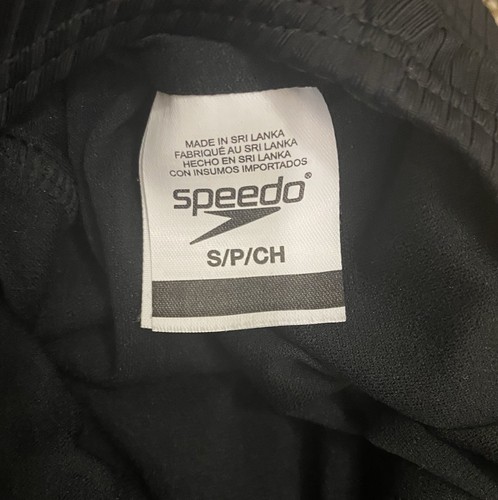 MADE IN SRI LANKA
FABRIQUÉ AU SRI LANKA
HECHO EN SRI LANKA
CON INSUMOS IMPORTADOS
speedo®
S/P/CH